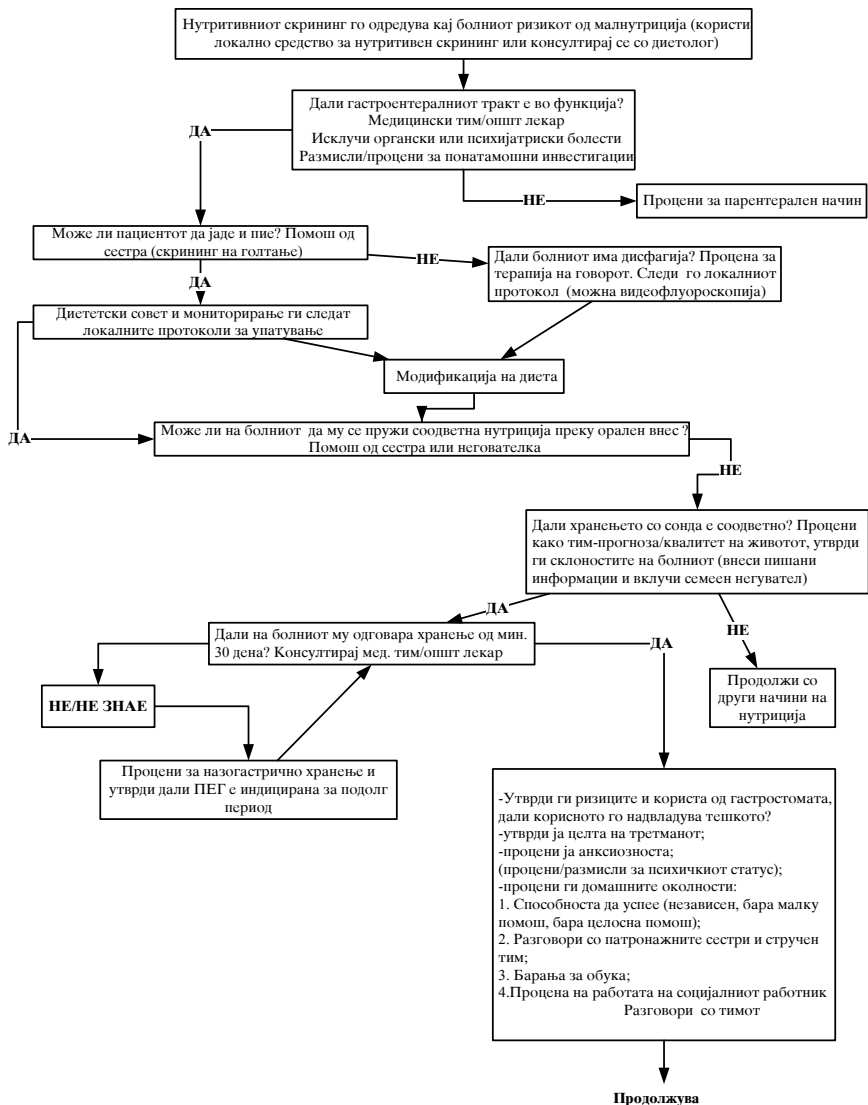 Нутритивниот скрининг го одредува кај болниот ризикот од малнутриција (користи
локално средство за нутритивен скрининг или консултирај се со диетолог)
Дали гастроентералниот тракт е во функција?
Медицински тим/општ лекар
Исклучи органски или психијатриски болести
Размисли/процени за понатамошни инвестигации
ДА
НЕ
Процени за парентерален начин
Може ли пациентот да јаде и пие? Помош од
сестра (скрининг на голтање)
НЕ
Дали болниот има дисфагија? Процена за
терапија на говорот. Следи го локалниот
протокол (можна видеофлуороскопија)
ДА
Диететски совет и мониторирање ги следат
локалните протоколи за упатување
Модификација на диета
ДА
Може ли на болниот да му се пружи соодветна нутриција преку орален внес ?
Помош од сестра или негователка
НЕ
Дали хранењето со сонда е соодветно? Процени
како тим-прогноза/квалитет на животот, утврди
ги склоностите на болниот (внеси пишани
информации и вклучи семеен негувател)
ДА
Дали на болниот му одговара хранење од мин.
30 дена? Консултирај мед. тим/општ лекар
ДА
НЕ
Продолжи со
други начини на
нутриција
НЕ/НЕ ЗНАЕ
Процени за назогастрично хранење и
утврди дали ПЕГ е индицирана за подолг
период
-Утврди ги ризиците и користа од гастростомата,
дали корисното го надвладува тешкото?
-утврди ја целта на третманот;
-процени ја анксиозноста;
(процени/размисли за психичкиот статус);
-процени ги домашните околности:
1. Способноста да успее (независен, бара малку
помош, бара целосна помош);
2. Разговори со патронажните сестри и стручен
тим;
3. Барања за обука;
4.Процена на работата на социјалниот работник
Разговори со тимот
Продолжува